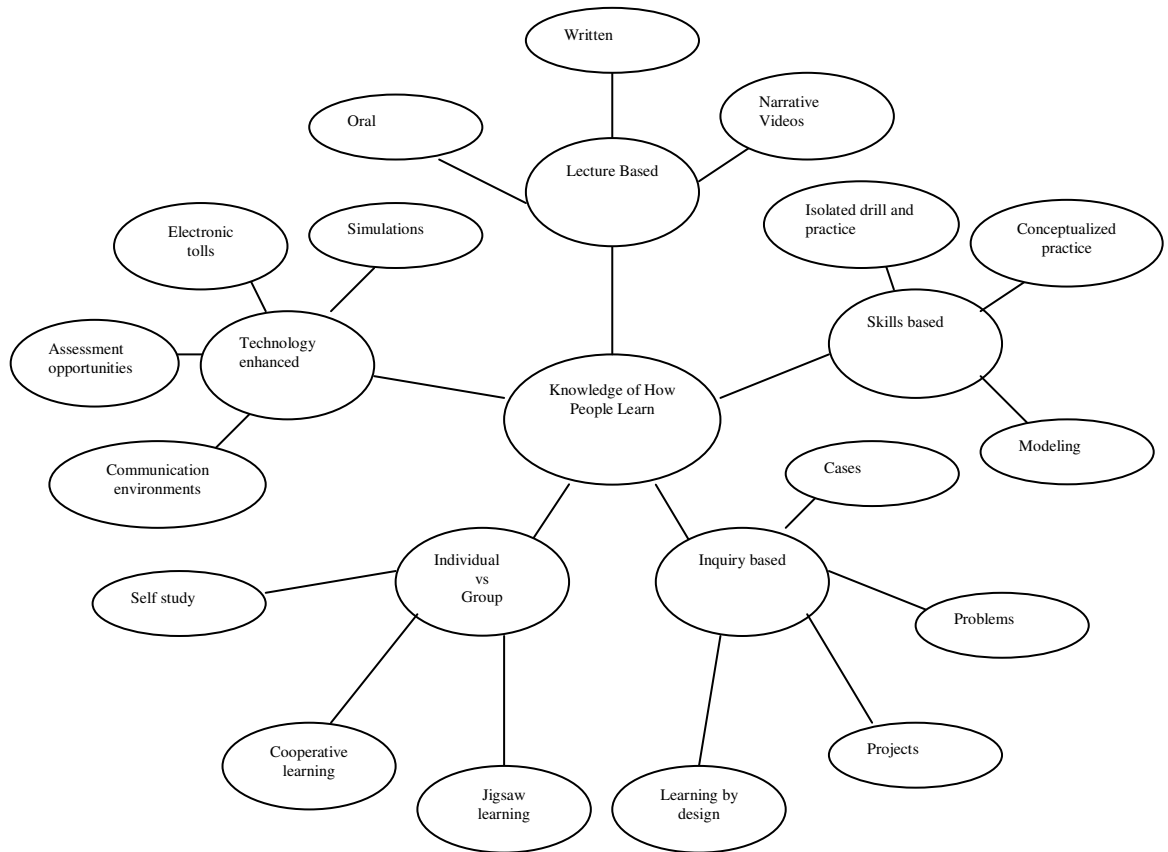 Written
Narrative
Videos
Oral
Lecture Based
Isolated drill and
practice
Conceptualized
practice
Electronic
tolls
Simulations
Skills based
Technology
enhanced
Assessment
opportunities
Knowledge of How
People Learn
Modeling
Communication
environments
Cases
Individual
vs
Group
Inquiry based
Self study
Problems
Cooperative
learning
Projects
Jigsaw
learning
Learning by
design